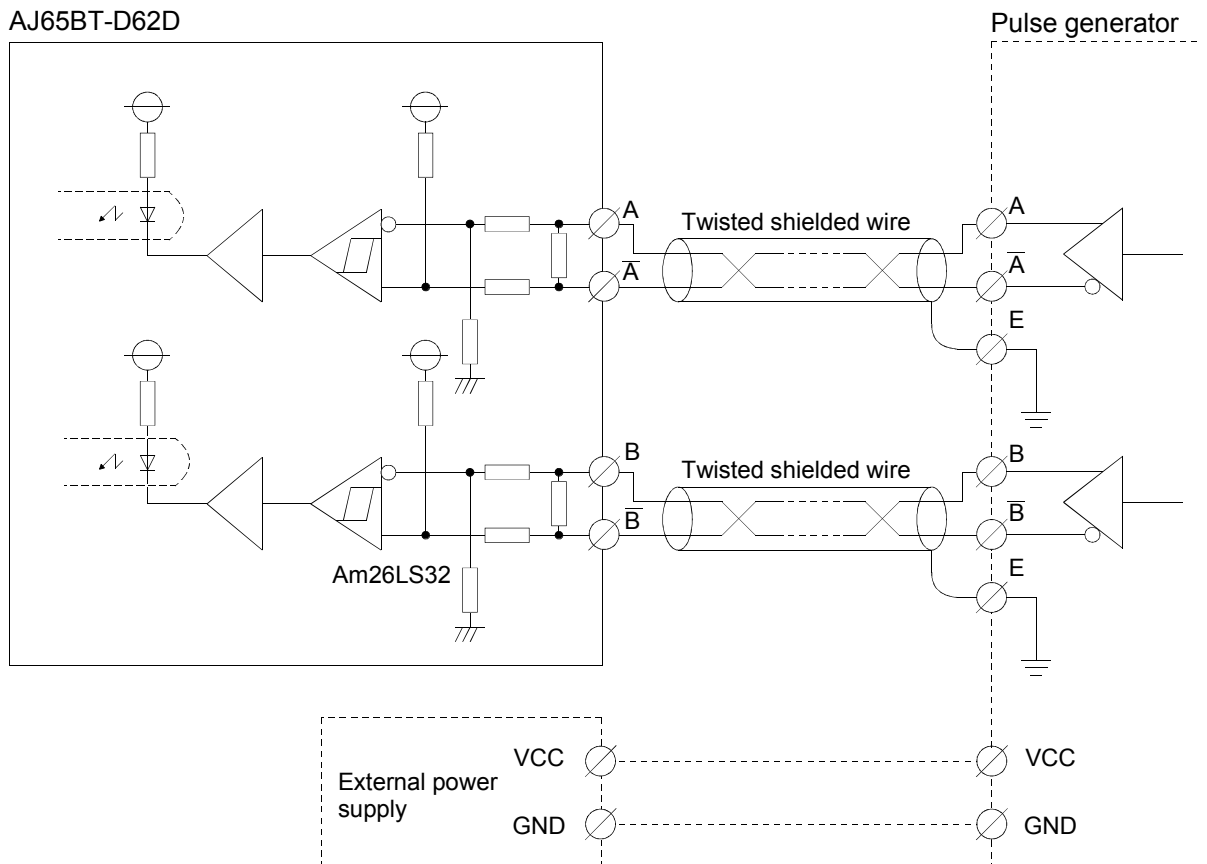 AJ65BT-D62D
Pulse generator
A
Twisted shielded wire
A
A̅
A̅
E
B
Twisted shielded wire
B
B̅
B̅
Am26LS32
E
VCC
VCC
External power
supply
GND
GND